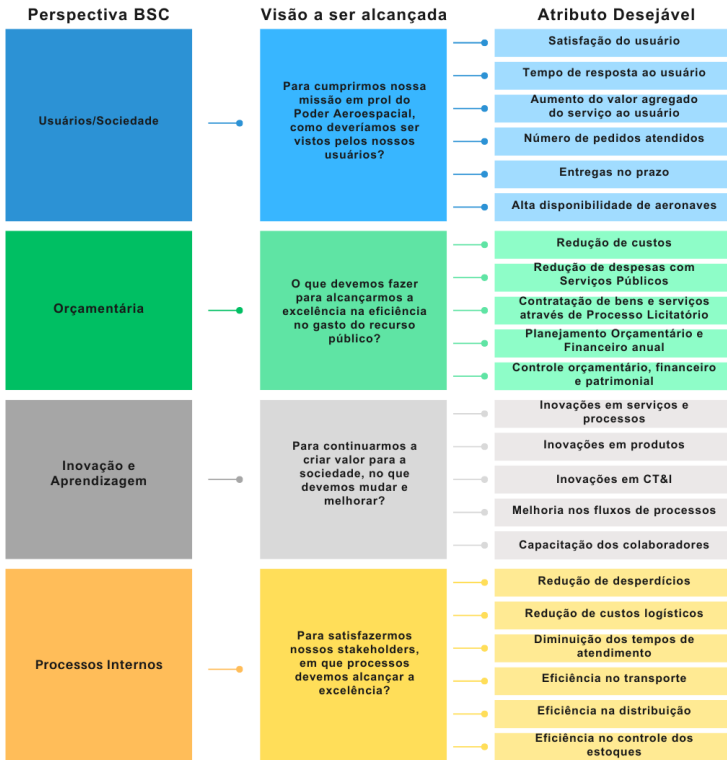 Perspectiva BSC
Visão a ser alcançada
Atributo Desejável
Usuários/Sociedade
Para cumprirmos nossa
missão em prol do
Poder Aeroespacial,
como deveríamos ser
vistos pelos nossos
usuários?
Satisfação do usuário
Tempo de resposta ao usuário
Aumento do valor agregado
do serviço ao usuário
Número de pedidos atendidos
Entregas no prazo
Alta disponibilidade de aeronaves
Orçamentária
O que devemos fazer
para alcançarmos a
excelência na eficiência
no gasto do recurso
público?
Redução de custos
Redução de despesas com
Serviços Públicos
Contratação de bens e serviços
através de Processo Licitatório
Planejamento Orçamentário e
Financeiro anual
Controle orçamentário, financeiro
e patrimonial
Inovação e
Aprendizagem
Para continuarmos a
criar valor para a
sociedade, no que
devemos mudar e
melhorar?
Inovações em serviços e
processos
Inovações em produtos
Inovações em CT&I
Melhoria nos fluxos de processos
Capacitação dos colaboradores
Processos Internos
Para satisfazermos
nossos stakeholders,
em que processos
devemos alcançar a
excelência?
Redução de desperdícios
Redução de custos logísticos
Diminuição dos tempos de
atendimento
Eficiência no transporte
Eficiência na distribuição
Eficiência no controle dos
estoques